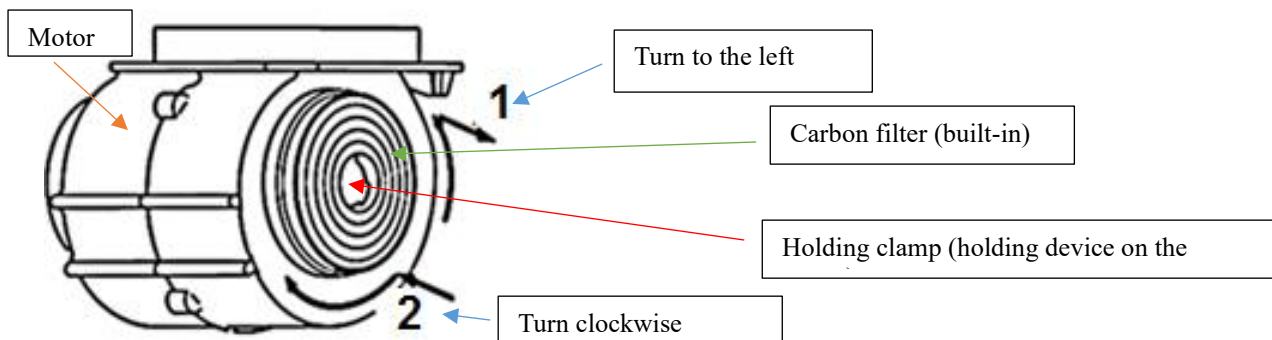 Motor
Turn to the left
1
Carbon filter (built-in)
Holding clamp (holding device on the
2
Turn clockwise